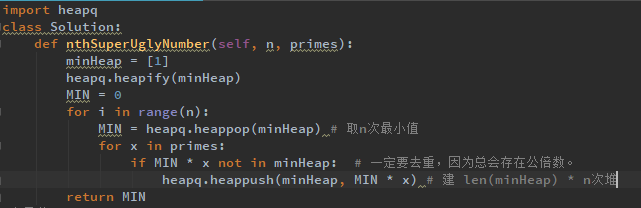 import heapq
class Solution:
    def nthSuperUglyNumber(self, n, primes):
        minHeap = [1]
        heapq.heapify(minHeap)
        MIN = 0
        for i in range(n):
            MIN = heapq.heappop(minHeap) # 取n次最小值
            for x in primes:
                if MIN * x not in minHeap:  # 一定要去重，因为总会存在公倍数。
                    heapq.heappush(minHeap, MIN * x) # 建 len(minHeap) * n次堆
        return MIN